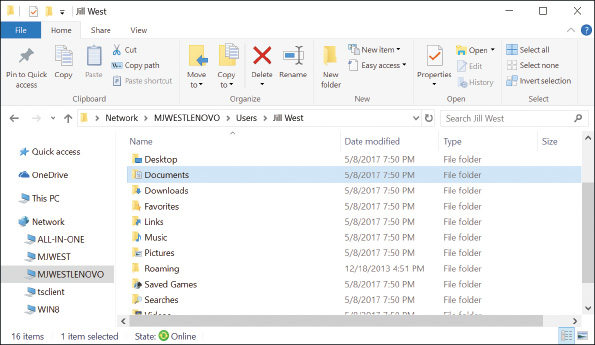 Jill West
File Home Share View
Pin to Quick access
Copy
Paste
Cut
Copy path
Paste shortcut
Clipboard
Move to
Copy to
Delete
Rename
Organize
New folder
New item
Easy access
New
Properties
Open
Edit
History
Open
Select all
Select none
Invert selection
Select
Network > MJWESTLENOVO > Users > Jill West
Search Jill West
Name Date modified Type Size
Quick access
OneDrive
This PC
Network
ALL-IN-ONE
MJWEST
MJWESTLENOVO
tsclient
WIN8
Desktop 5/8/2017 7:50 PM File folder
Documents 5/8/2017 7:50 PM File folder
Downloads 5/8/2017 7:50 PM File folder
Favorites 5/8/2017 7:50 PM File folder
Links 5/8/2017 7:50 PM File folder
Music 5/8/2017 7:50 PM File folder
Pictures 5/8/2017 7:50 PM File folder
Roaming 12/18/2013 4:51 PM File folder
Saved Games 5/8/2017 7:50 PM File folder
Searches 5/8/2017 7:50 PM File folder
16 items 1 item selected State: Online